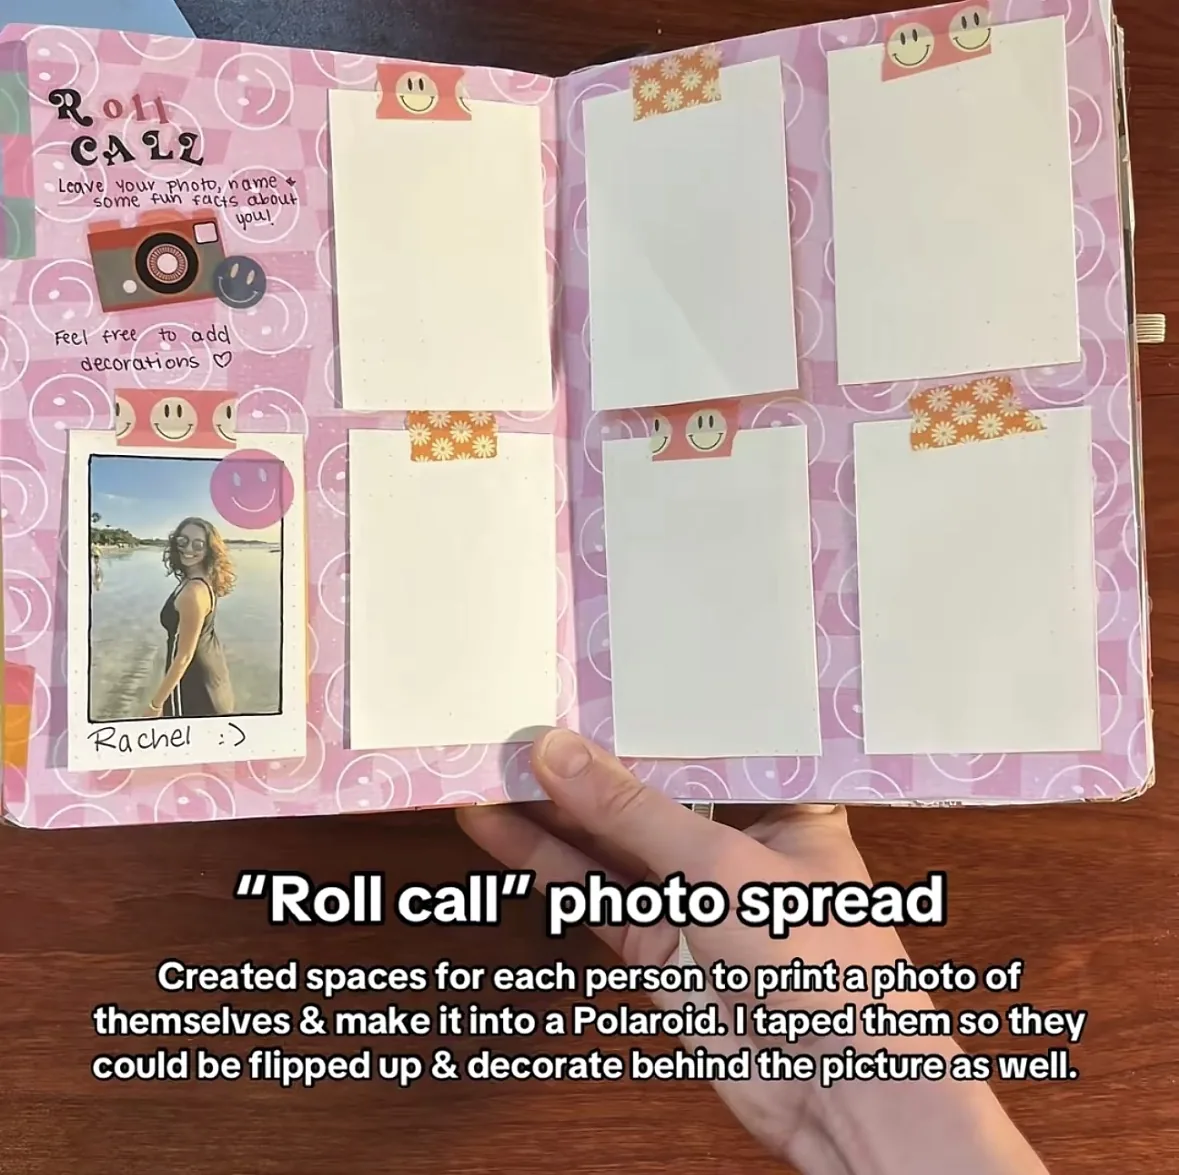 Roll
CALL
Leave your photo, name &
some fun facts about
you!
Feel free to add
decorations ♡
Rachel :)
“Roll call” photo spread
Created spaces for each person to print a photo of
themselves & make it into a Polaroid. I taped them so they
could be flipped up & decorate behind the picture as well.